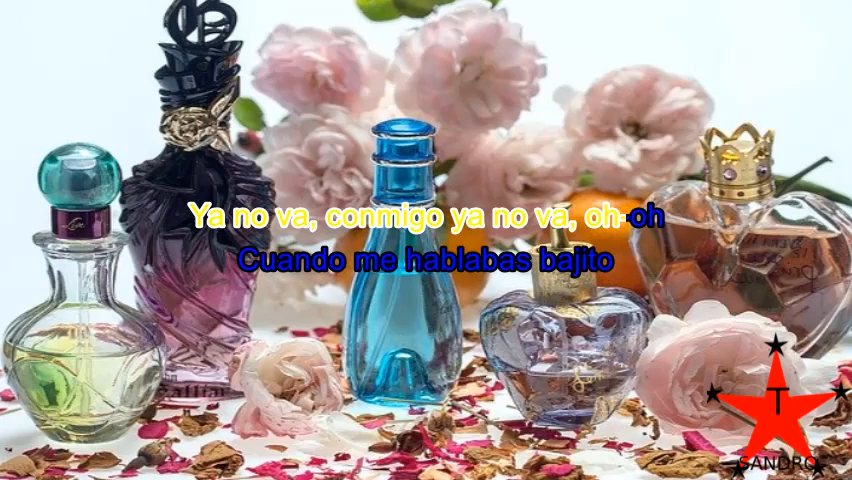 Ya no va, conmigo ya no va, oh-oh
Cuando me hablabas bajito
T
SANDRO